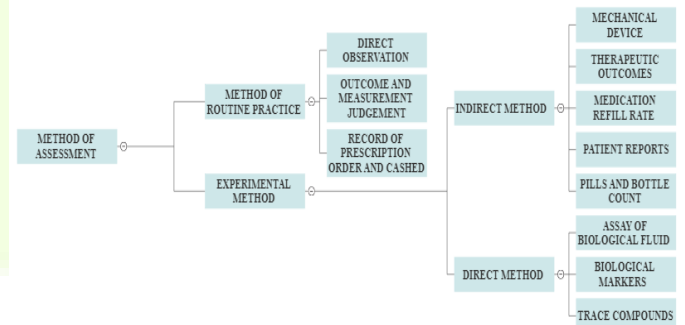 METHOD OF
ASSESSMENT
METHOD OF
ROUTINE PRACTICE
EXPERIMENTAL
METHOD
DIRECT
OBSERVATION
OUTCOME AND
MEASUREMENT
JUDGEMENT
RECORD OF
PRESCRIPTION
ORDER AND CASHED
INDIRECT METHOD
DIRECT METHOD
MECHANICAL
DEVICE
THERAPEUTIC
OUTCOMES
MEDICATION
REFILL RATE
PATIENT REPORTS
PILLS AND BOTTLE
COUNT
ASSAY OF
BIOLOGICAL FLUID
BIOLOGICAL
MARKERS
TRACE COMPOUNDS